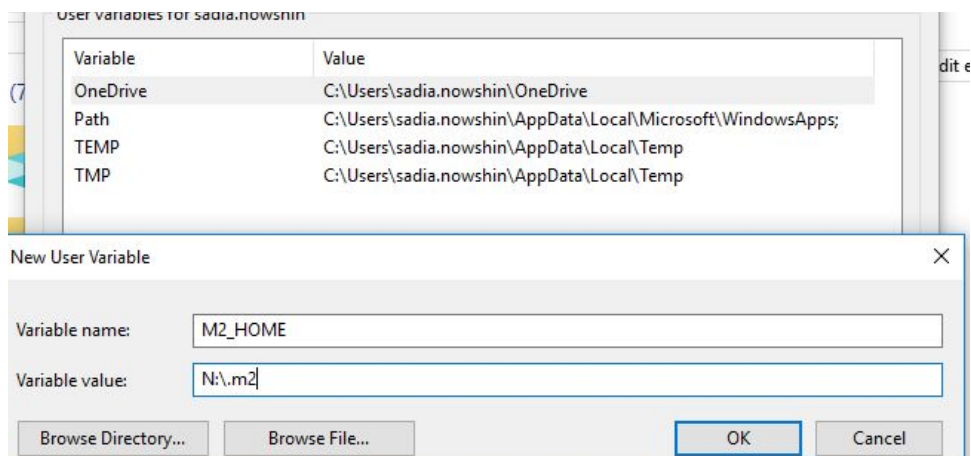 User variables for sadia.nowshin
Variable Value
OneDrive C:\Users\sadia.nowshin\OneDrive
Path C:\Users\sadia.nowshin\AppData\Local\Microsoft\WindowsApps;
TEMP C:\Users\sadia.nowshin\AppData\Local\Temp
TMP C:\Users\sadia.nowshin\AppData\Local\Temp
dit e
(7
New User Variable
Variable name: M2_HOME
Variable value: N:\.m2
Browse Directory... Browse File... OK Cancel